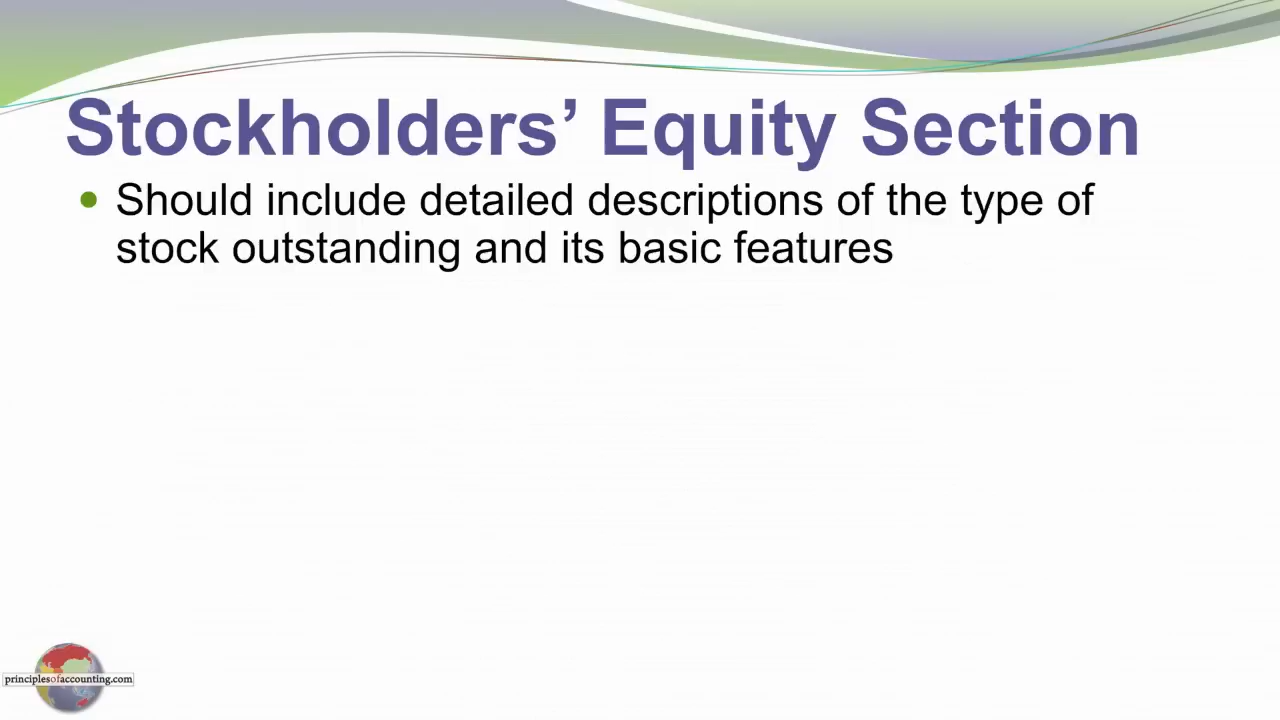 Stockholders’ Equity Section
Should include detailed descriptions of the type of
stock outstanding and its basic features
principlesofaccounting.com